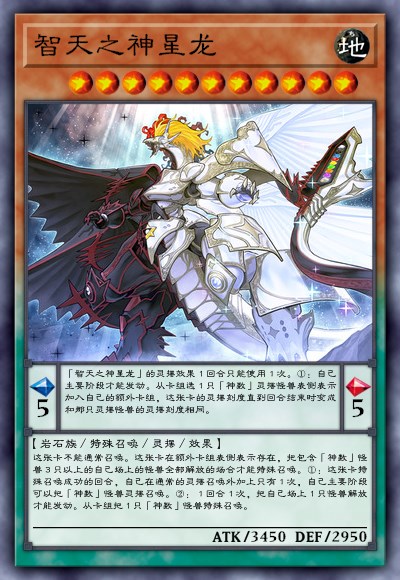 智天之神星龙
地
「智天之神星龙」的灵摆效果1回合只能使用1次。①：自己
主要阶段才能发动。从卡组选1只「神数」灵摆怪兽表侧表示
加入自己的额外卡组，这张卡的灵摆刻度直到回合结束时变成
和那只灵摆怪兽的灵摆刻度相同。
5
5
【岩石族／特殊召唤／灵摆／效果】
这张卡不能通常召唤。这张卡在额外卡组表侧表示存在，把包含「神数」怪
兽3只以上的自己场上的怪兽全部解放的场合才能特殊召唤。①：这张卡特
殊召唤成功的回合，自己在通常的灵摆召唤外加上只有1次，自己主要阶段
可以把「神数」怪兽灵摆召唤。②：1回合1次，把自己场上1只怪兽解放
才能发动。从卡组把1只「神数」怪兽特殊召唤。
ATK/3450 DEF/2950